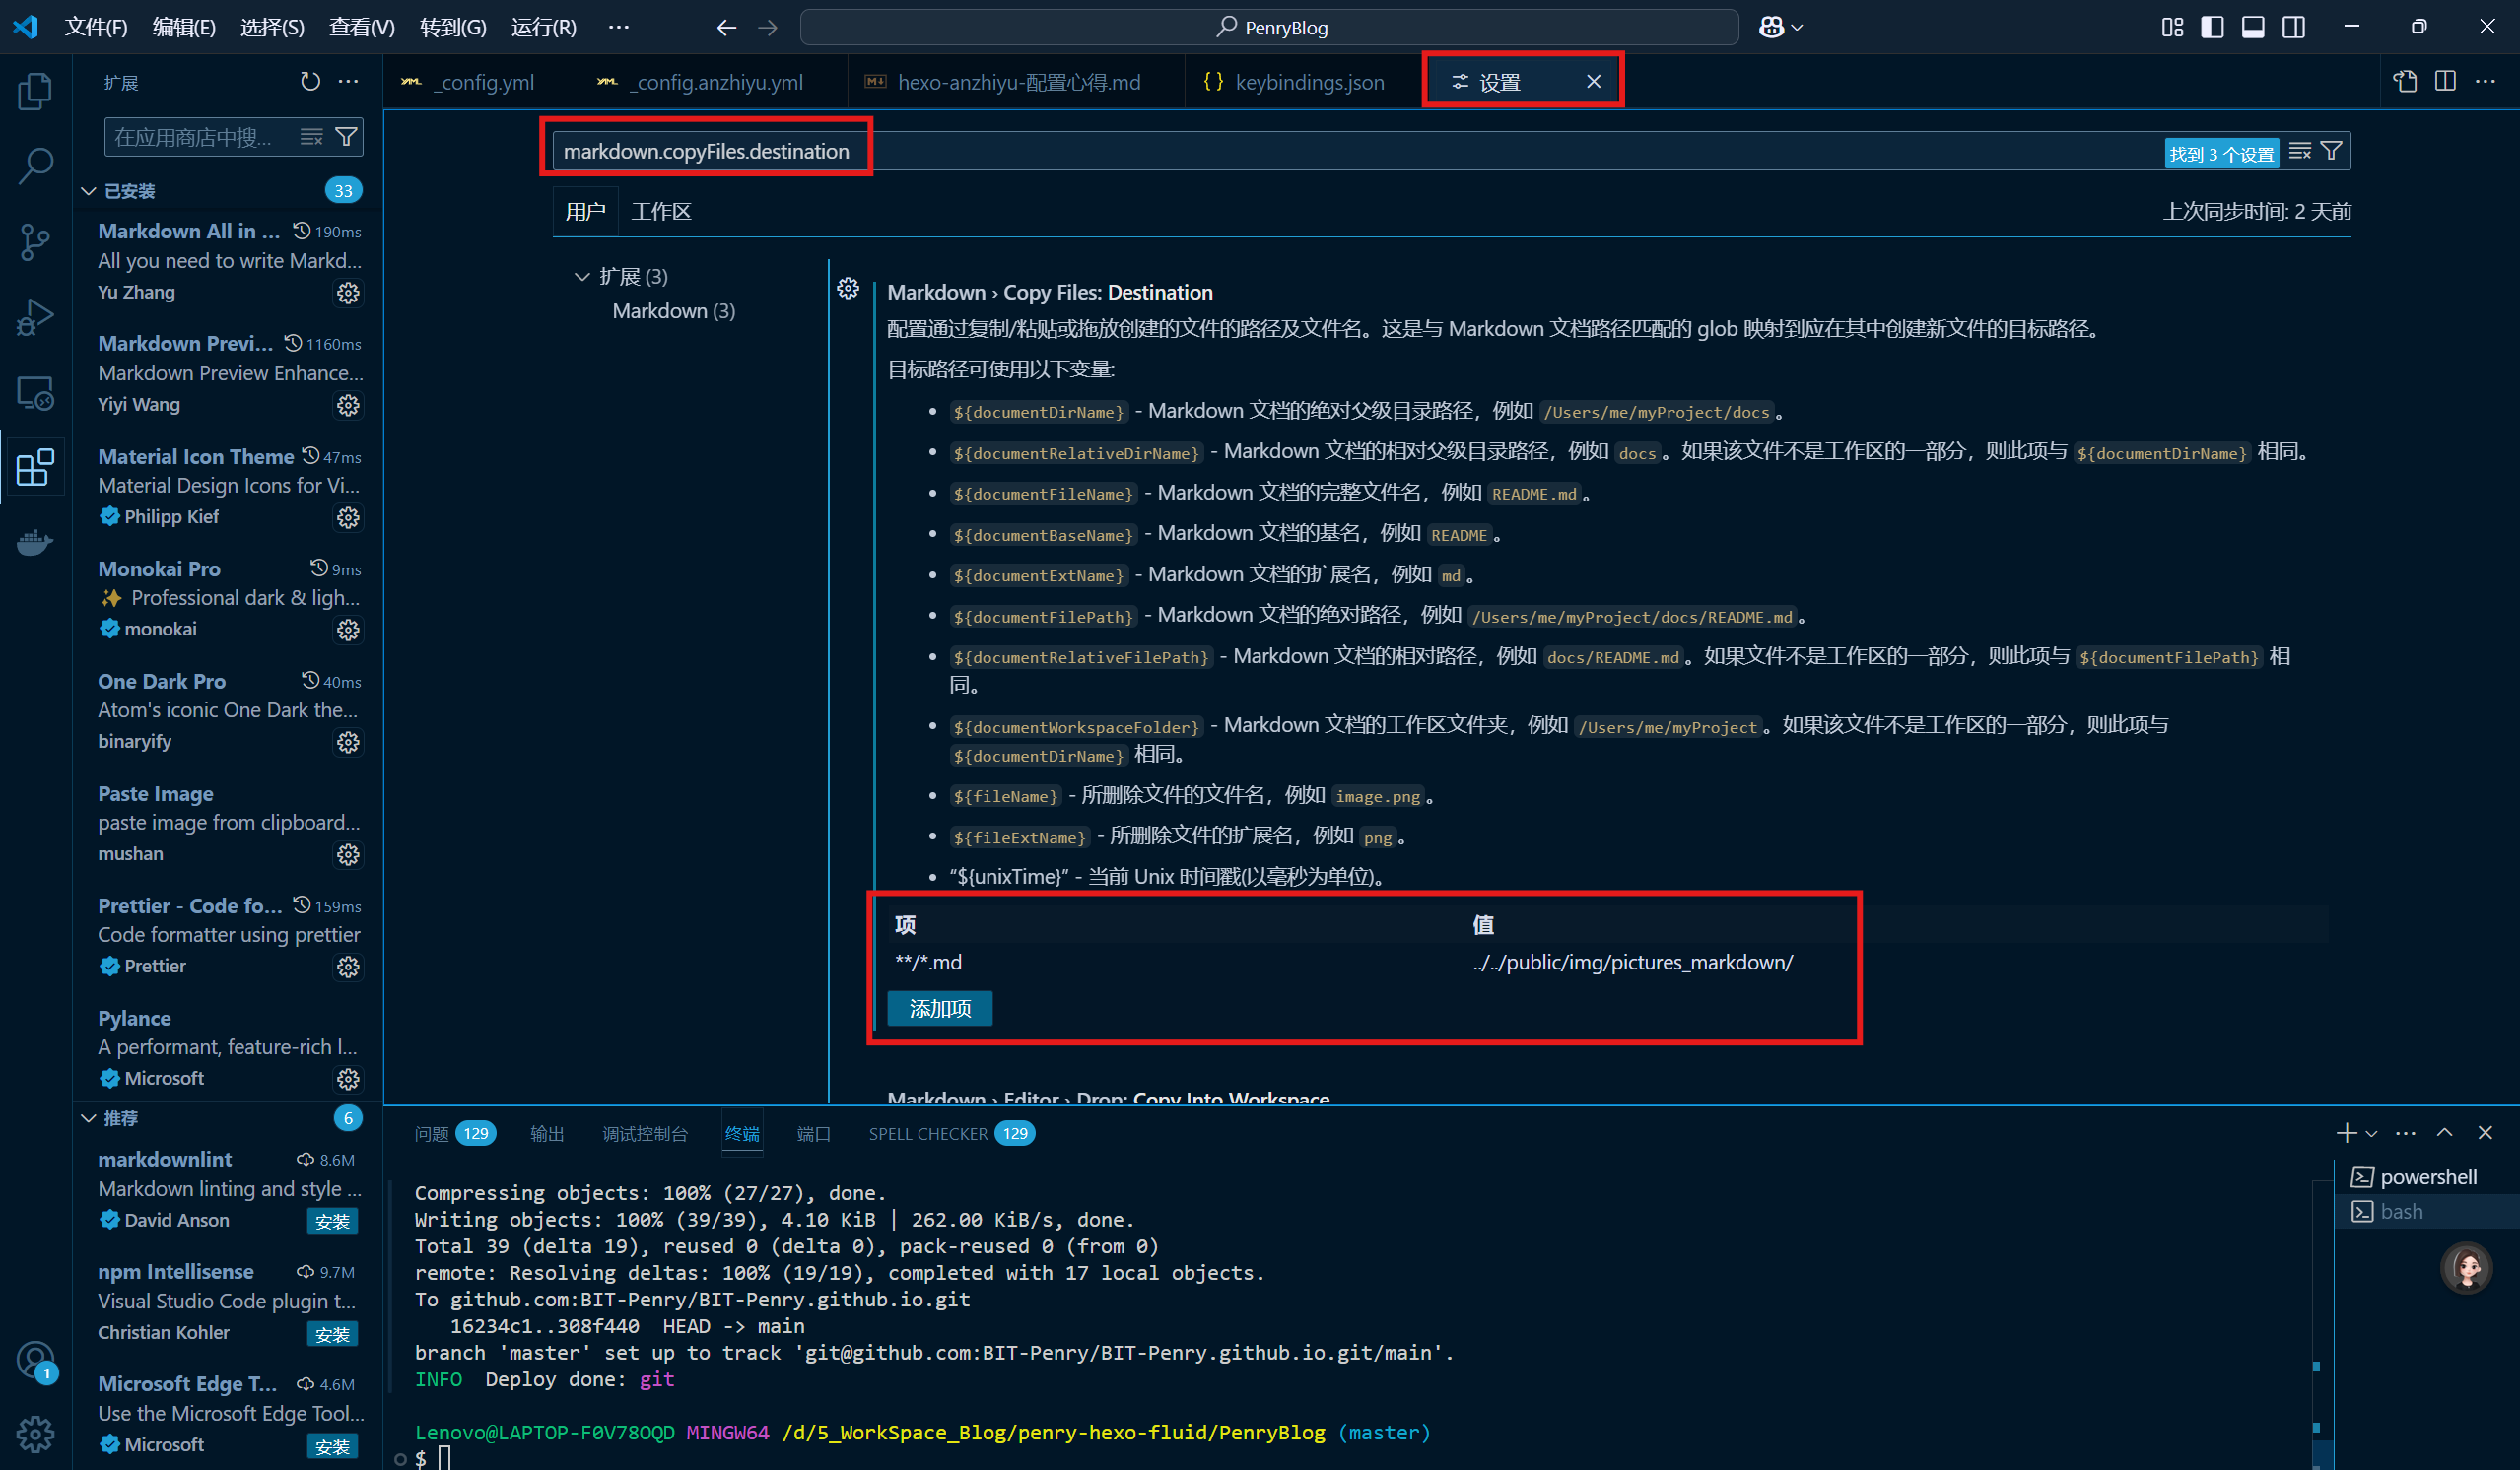 文件(F) 编辑(E) 选择(S) 查看(V) 转到(G) 运行(R) ··· PenryBlog
扩展
_config.yml
_config.anzhiyu.yml
hexo-anzhiyu-配置心得.md
keybindings.json
设置
在应用商店中搜...
已安装 33
Markdown All in ... 190ms
All you need to write Markd...
Yu Zhang
Markdown Previ... 1160ms
Markdown Preview Enhance...
Yiyi Wang
Material Icon Theme 47ms
Material Design Icons for Vi...
Philipp Kief
Monokai Pro 9ms
✨ Professional dark & ligh...
monokai
One Dark Pro 40ms
Atom's iconic One Dark the...
binaryify
Paste Image
paste image from clipboard...
mushan
Prettier - Code fo... 159ms
Code formatter using prettier
Prettier
Pylance
A performant, feature-rich l...
Microsoft
推荐 6
markdownlint 8.6M
Markdown linting and style ...
David Anson 安装
npm Intellisense 9.7M
Visual Studio Code plugin t...
Christian Kohler 安装
Microsoft Edge T... 4.6M
Use the Microsoft Edge Tool...
Microsoft 安装
1
markdown.copyFiles.destination 找到 3 个设置
用户 工作区 上次同步时间: 2 天前
扩展 (3)
Markdown (3)
Markdown › Copy Files: Destination
配置通过复制/粘贴或拖放创建的文件的路径及文件名。这是与 Markdown 文档路径匹配的 glob 映射到应在其中创建新文件的目标路径。
目标路径可使用以下变量:
• ${documentDirName} - Markdown 文档的绝对父级目录路径，例如 /Users/me/myProject/docs。
• ${documentRelativeDirName} - Markdown 文档的相对父级目录路径，例如 docs。如果该文件不是工作区的一部分，则此项与 ${documentDirName} 相同。
• ${documentFileName} - Markdown 文档的完整文件名，例如 README.md。
• ${documentBaseName} - Markdown 文档的基名，例如 README。
• ${documentExtName} - Markdown 文档的扩展名，例如 md。
• ${documentFilePath} - Markdown 文档的绝对路径，例如 /Users/me/myProject/docs/README.md。
• ${documentRelativeFilePath} - Markdown 文档的相对路径，例如 docs/README.md。如果文件不是工作区的一部分，则此项与 ${documentFilePath} 相
同。
• ${documentWorkspaceFolder} - Markdown 文档的工作区文件夹，例如 /Users/me/myProject。如果该文件不是工作区的一部分，则此项与
${documentDirName} 相同。
• ${fileName} - 所删除文件的文件名，例如 image.png。
• ${fileExtName} - 所删除文件的扩展名，例如 png。
• “${unixTime}” - 当前 Unix 时间戳(以毫秒为单位)。
项 值
**/*.md ../../public/img/pictures_markdown/
添加项
Markdown › Editor › Drop: Copy Into Workspace
问题 129 输出 调试控制台 终端 端口 SPELL CHECKER 129
Compressing objects: 100% (27/27), done.
Writing objects: 100% (39/39), 4.10 KiB | 262.00 KiB/s, done.
Total 39 (delta 19), reused 0 (delta 0), pack-reused 0 (from 0)
remote: Resolving deltas: 100% (19/19), completed with 17 local objects.
To github.com:BIT-Penry/BIT-Penry.github.io.git
16234c1..308f440 HEAD -> main
branch 'master' set up to track 'git@github.com:BIT-Penry/BIT-Penry.github.io.git/main'.
INFO Deploy done: git
Lenovo@LAPTOP-F0V78OQD MINGW64 /d/5_WorkSpace_Blog/penry-hexo-fluid/PenryBlog (master)
$
powershell
bash